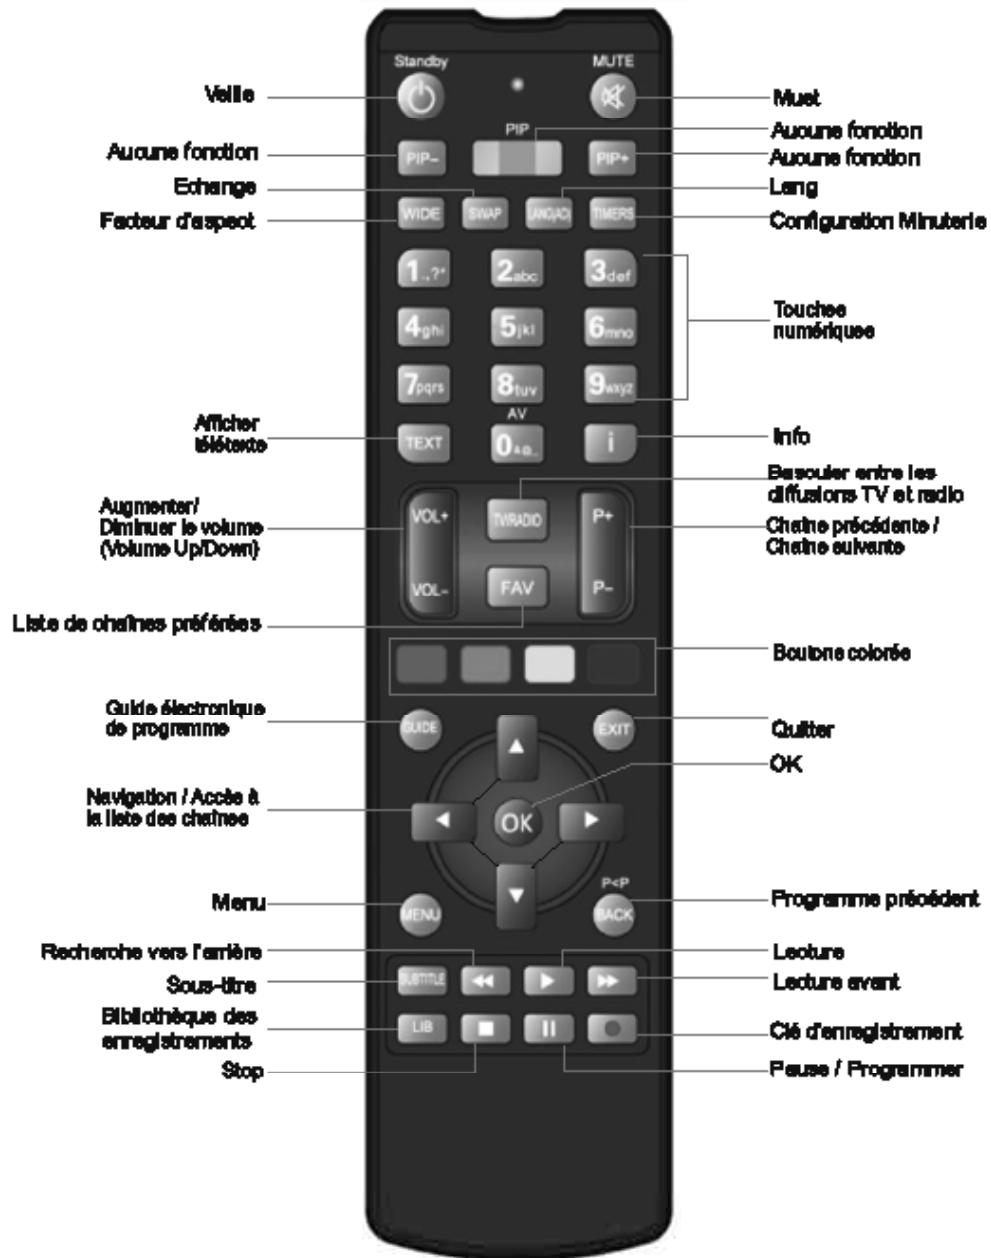 Standby
MUTE
Veille
Muet
PIP
Aucune fonction
Aucune fonction
PIP-
PIP+
Aucune fonction
Echange
Lang
Facteur d'aspect
WIDE
SWAP
LANG(AD)
TIMERS
Configuration Minuterie
1.,?*
2abc
3def
4ghi
5jkl
6mno
Touches
numériques
7pqrs
8tuv
9wxyz
AV
Afficher
télétexte
TEXT
0
i
Info
Basculer entre les
diffusions TV et radio
Augmenter/
Diminuer le volume
(Volume Up/Down)
VOL+
TV/RADIO
P+
Chaîne précédente /
Chaîne suivante
VOL-
FAV
P-
Liste de chaînes préférées
Boutons colorés
Guide électronique
de programme
GUIDE
EXIT
Quitter
OK
Navigation / Accès à
la liste des chaînes
OK
P<P
Menu
MENU
BACK
Programme précédent
Recherche vers l'arrière
Lecture
Sous-titre
SUBTITLE
Lecture avant
Bibliothèque des
enregistrements
LIB
Clé d'enregistrement
Stop
Pause / Programmer